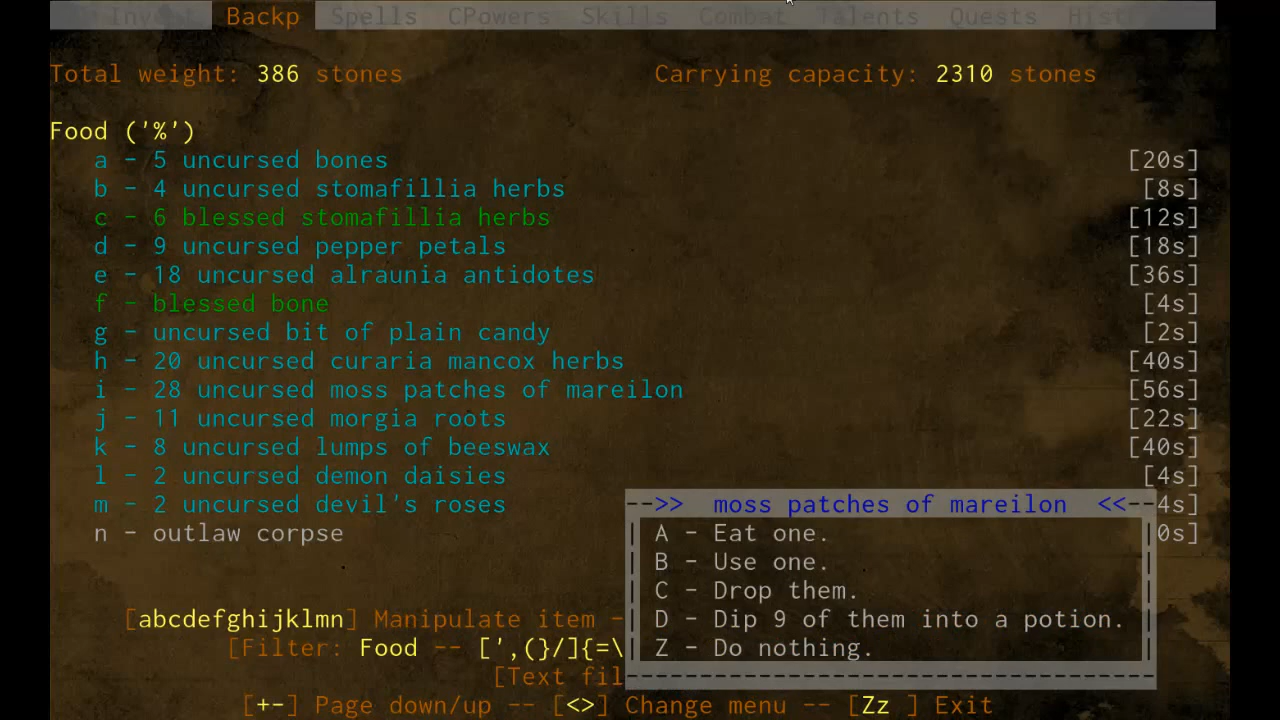 Invent Backp Spells CPowers Skills Combat Talents Quests Hist
Total weight: 386 stones Carrying capacity: 2310 stones
Food ('%')
a - 5 uncursed bones [20s]
b - 4 uncursed stomafillia herbs [8s]
c - 6 blessed stomafillia herbs [12s]
d - 9 uncursed pepper petals [18s]
e - 18 uncursed alraunia antidotes [36s]
f - blessed bone [4s]
g - uncursed bit of plain candy [2s]
h - 20 uncursed curaria mancox herbs [40s]
i - 28 uncursed moss patches of mareilon [56s]
j - 11 uncursed morgia roots [22s]
k - 8 uncursed lumps of beeswax [40s]
l - 2 uncursed demon daisies [4s]
m - 2 uncursed devil's roses 4s]
n - outlaw corpse 0s]
-->> moss patches of mareilon <<--
A - Eat one.
B - Use one.
C - Drop them.
D - Dip 9 of them into a potion.
Z - Do nothing.
[abcdefghijklmn] Manipulate item -
[Filter: Food -- [',(}/]{=\
[Text fil
[+-] Page down/up -- [<>] Change menu -- [Zz ] Exit